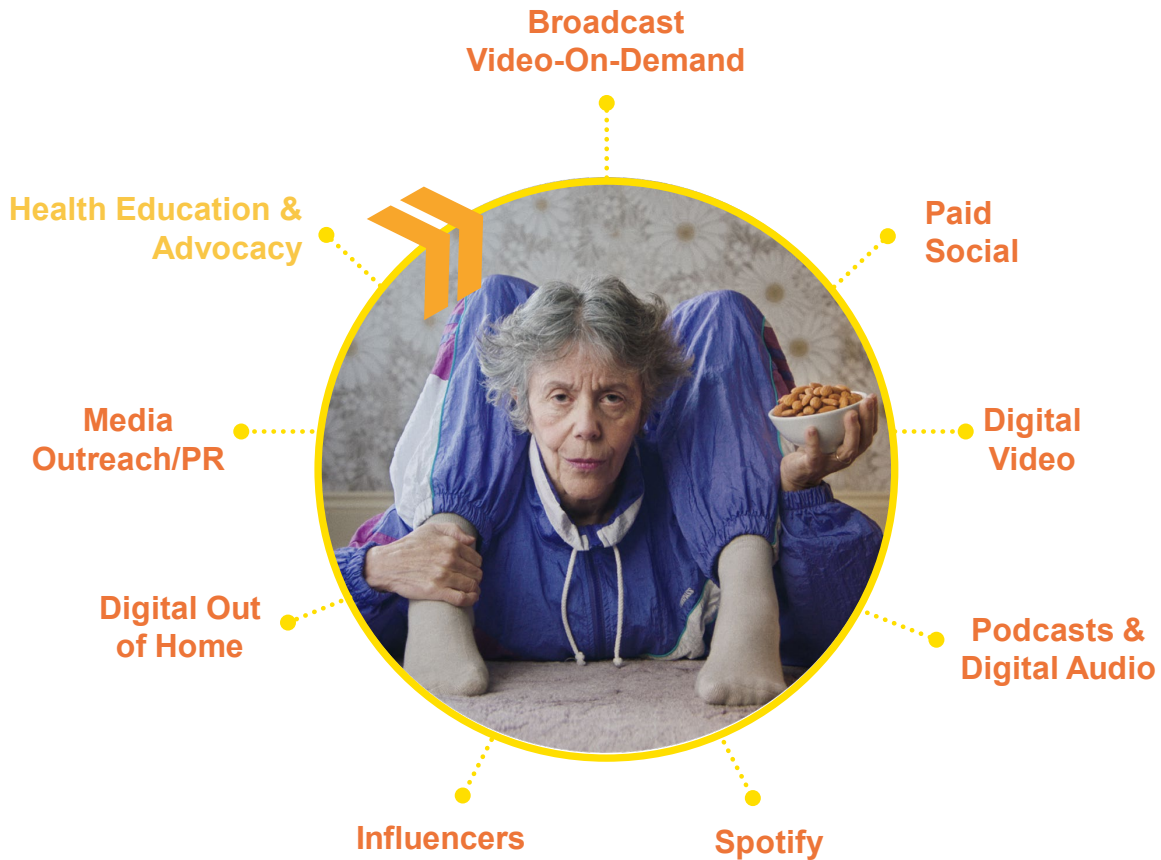 Broadcast
Video-On-Demand
Health Education &
Advocacy
Paid
Social
Media
Outreach/PR
Digital
Video
Digital Out
of Home
Podcasts &
Digital Audio
Influencers
Spotify